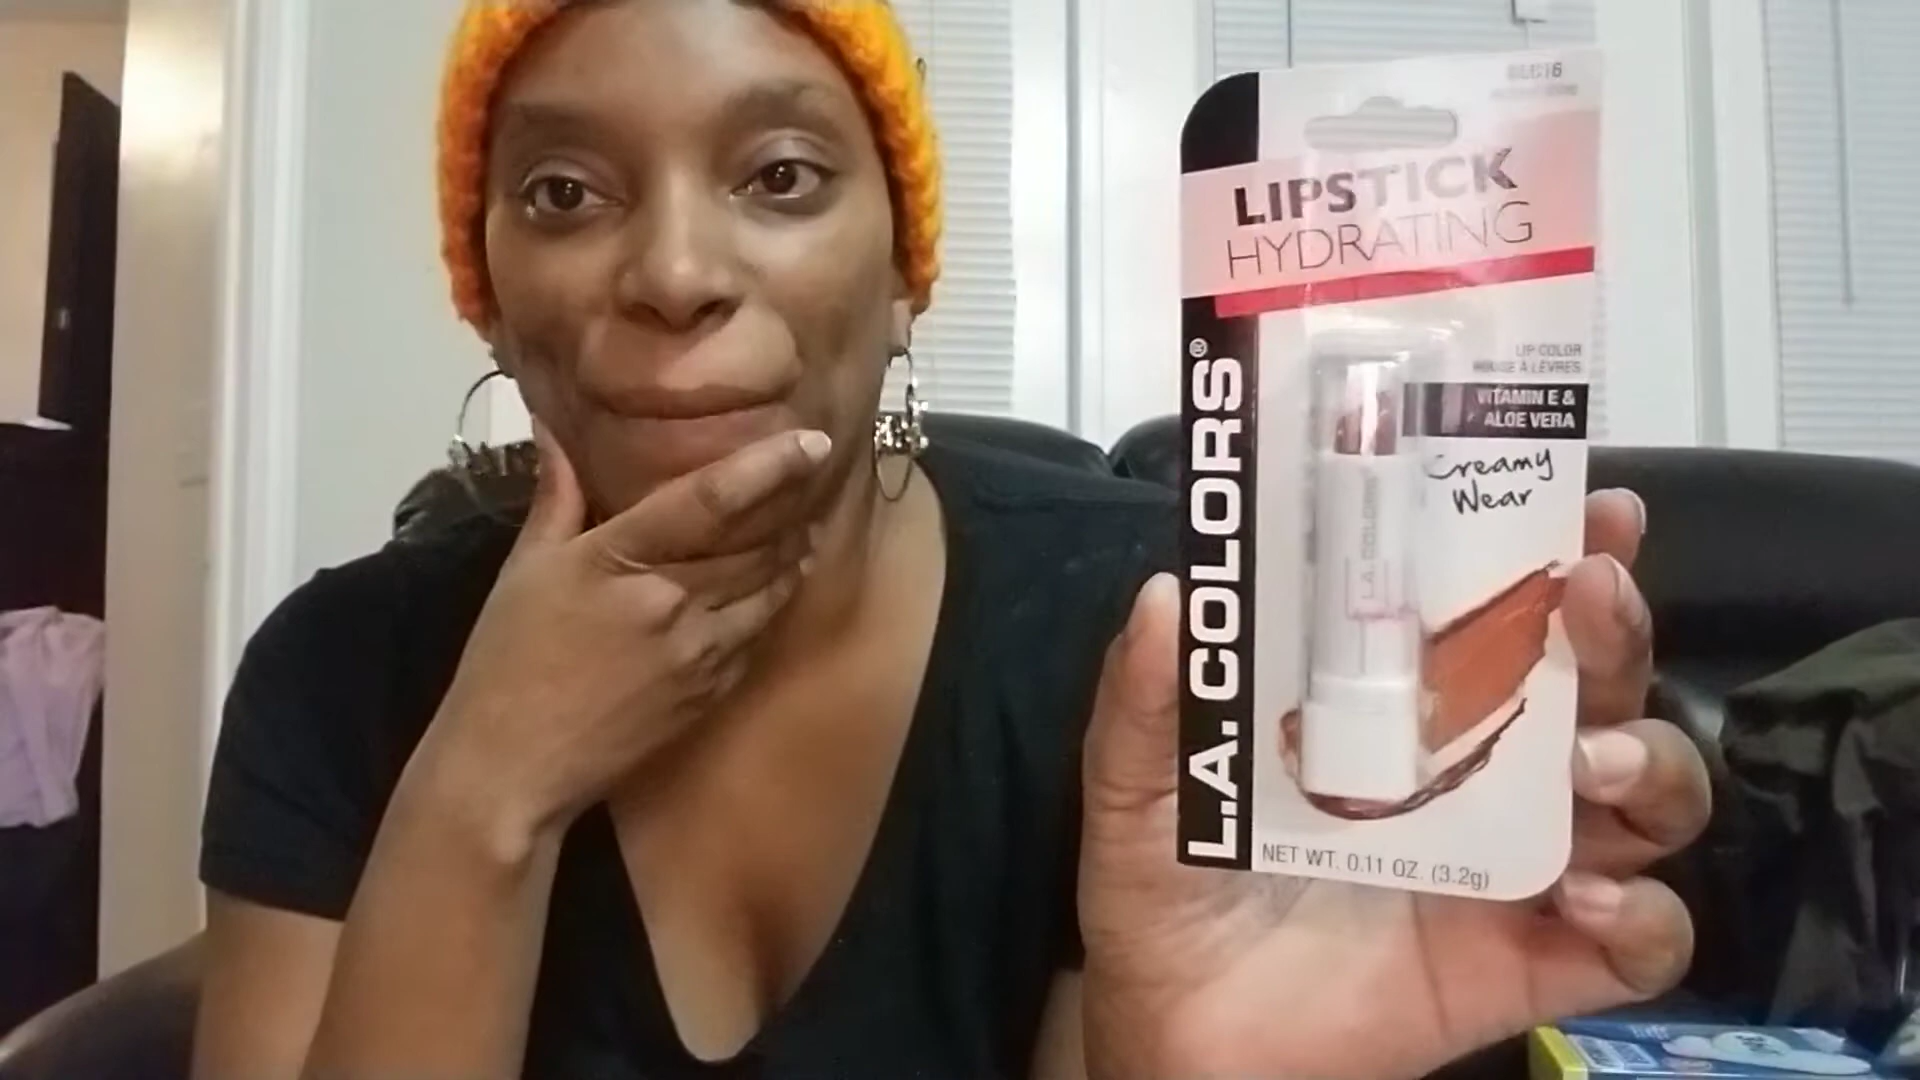 LIPSTICK
HYDRATING
LIP COLOR
ROUGE À LÈVRES
VITAMIN E &
ALOE VERA
Creamy
Wear
L.A. COLORS®
L.A. COLORS
NET WT. 0.11 OZ. (3.2g)